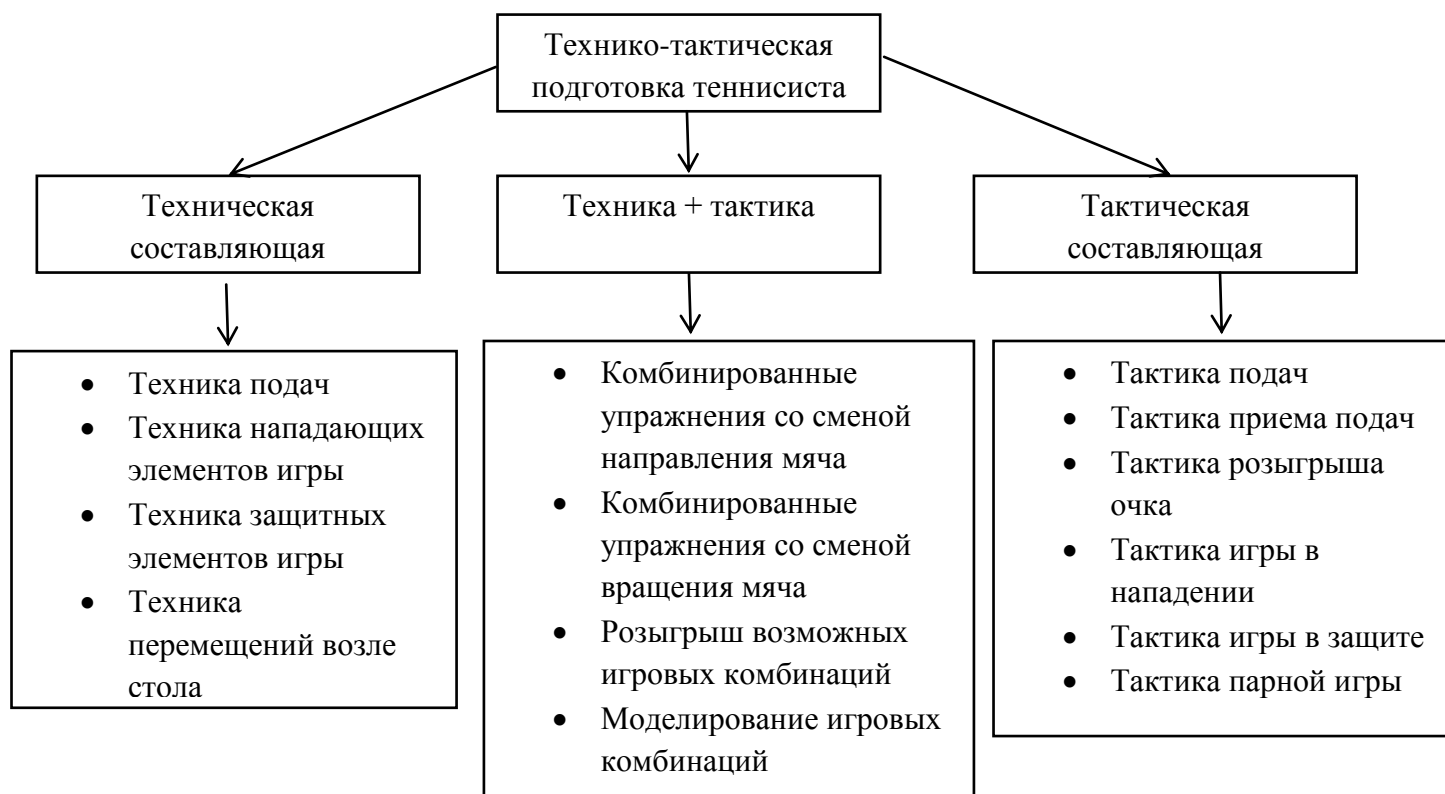 Технико-тактическая
подготовка теннисиста
Техническая
составляющая
Техника + тактика
Тактическая
составляющая
• Техника подач
• Техника нападающих
элементов игры
• Техника защитных
элементов игры
• Техника
перемещений возле
стола
• Комбинированные
упражнения со сменой
направления мяча
• Комбинированные
упражнения со сменой
вращения мяча
• Розыгрыш возможных
игровых комбинаций
• Моделирование игровых
комбинаций
• Тактика подач
• Тактика приема подач
• Тактика розыгрыша
очка
• Тактика игры в
нападении
• Тактика игры в защите
• Тактика парной игры